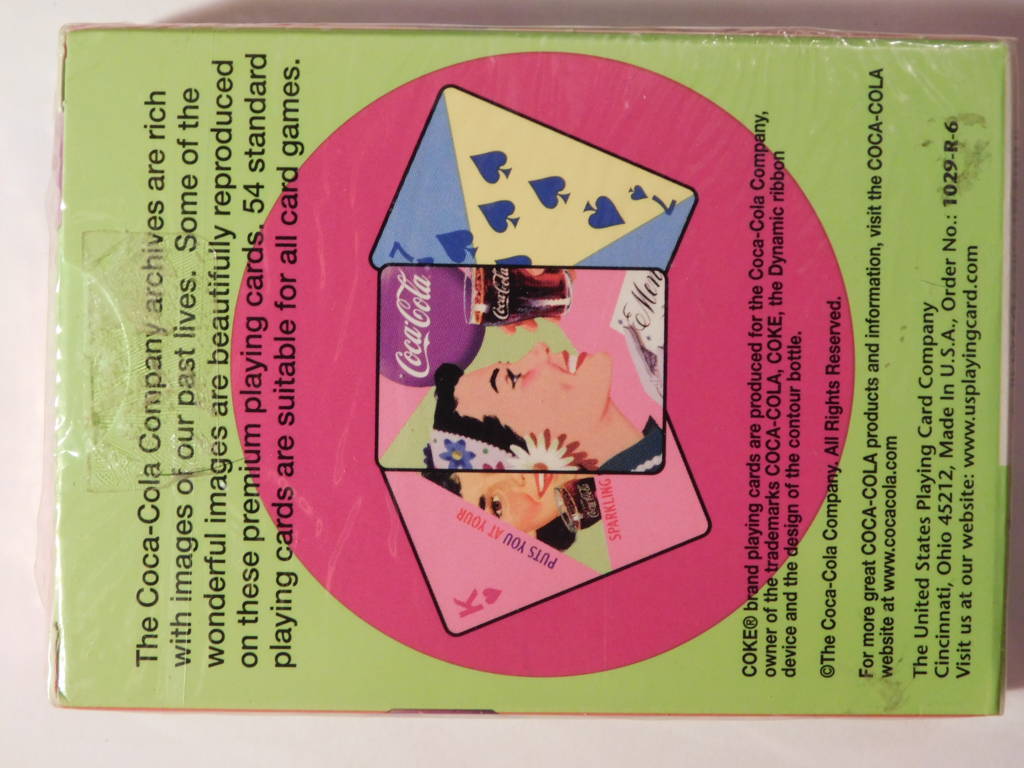 The Coca-Cola Company archives are rich
with images of our past lives. Some of the
wonderful images are beautifully reproduced
on these premium playing cards. 54 standard
playing cards are suitable for all card games.
K
PUTS YOU AT YOUR
SPARKLING
Coca-Cola
Coca-Cola
Coca-Cola
Men
7
7
COKE® brand playing cards are produced for the Coca-Cola Company,
owner of the trademarks COCA-COLA, COKE, the Dynamic ribbon
device and the design of the contour bottle.
©The Coca-Cola Company. All Rights Reserved.
For more great COCA-COLA products and information, visit the COCA-COLA
website at www.cocacola.com
The United States Playing Card Company
Cincinnati, Ohio 45212, Made In U.S.A., Order No.: 1029-R-6
Visit us at our website: www.usplayingcard.com